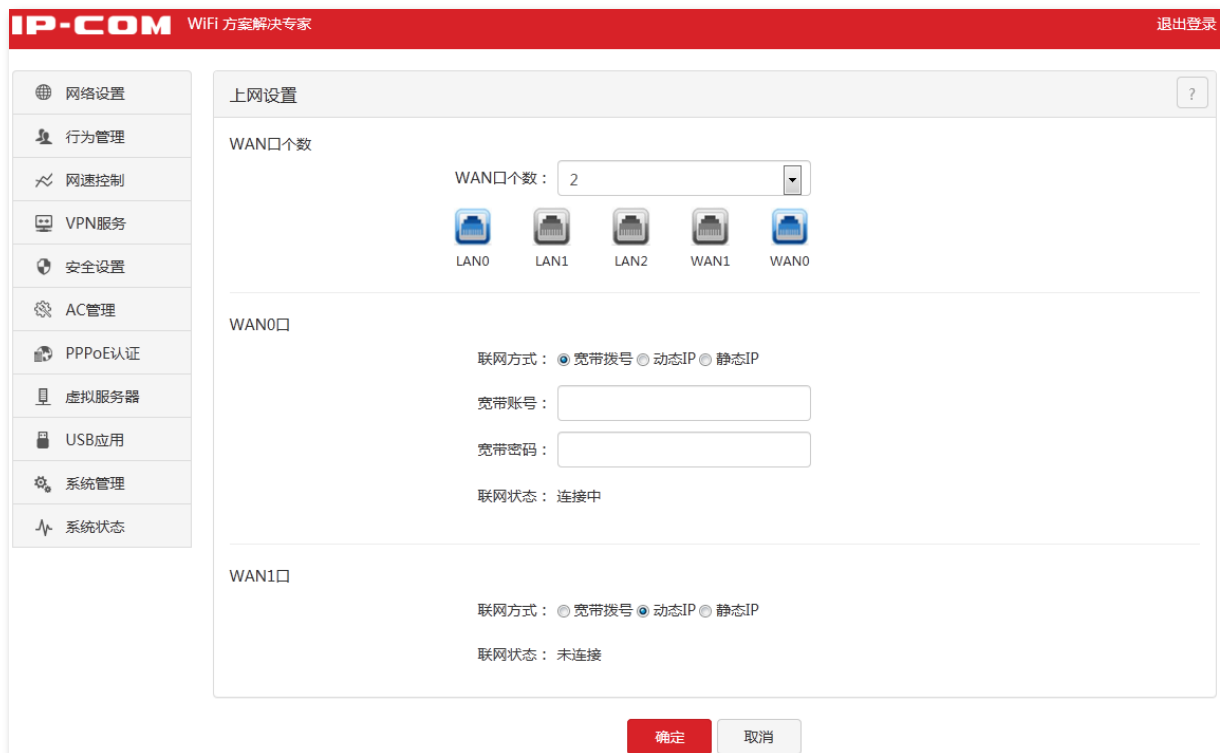 IP-COM WiFi 方案解决专家 退出登录
网络设置
行为管理
网速控制
VPN服务
安全设置
AC管理
PPPoE认证
虚拟服务器
USB应用
系统管理
系统状态
上网设置 ?
WAN口个数
WAN口个数： 2
LAN0 LAN1 LAN2 WAN1 WAN0
WAN0口
联网方式： 宽带拨号 动态IP 静态IP
宽带账号：
宽带密码：
联网状态： 连接中
WAN1口
联网方式： 宽带拨号 动态IP 静态IP
联网状态： 未连接
确定 取消